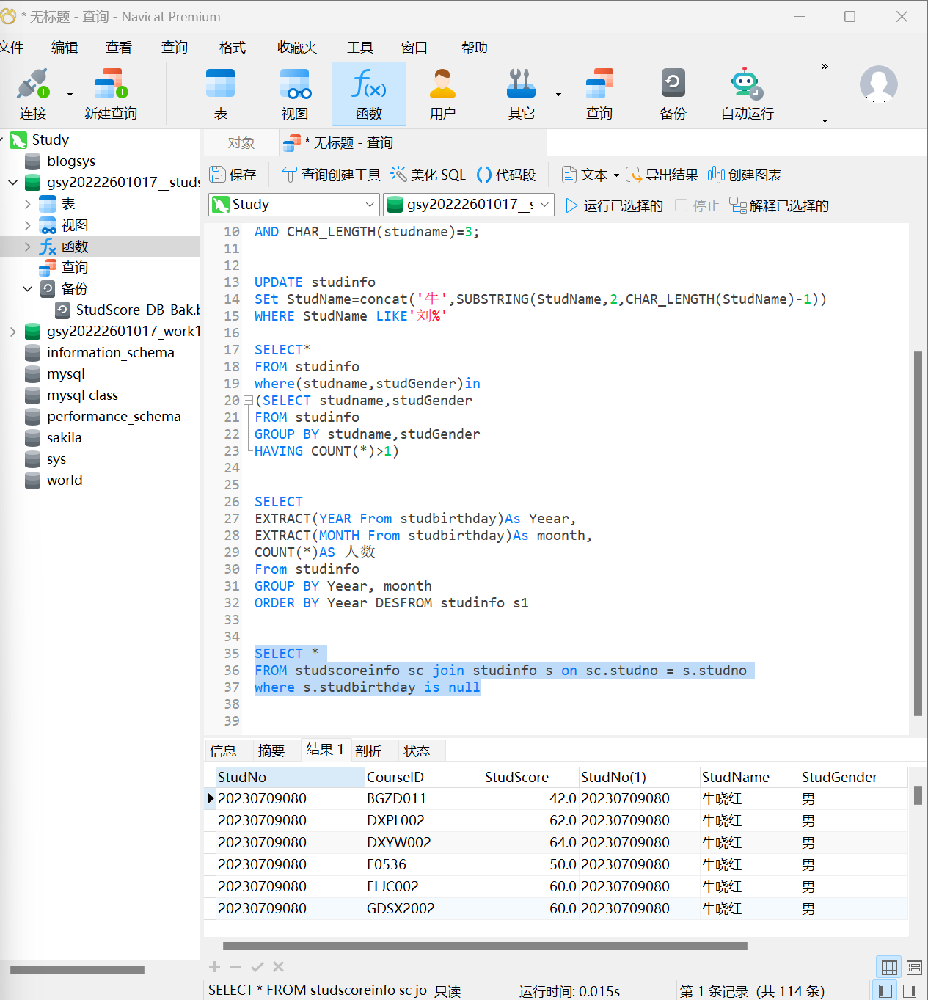 * 无标题 - 查询 - Navicat Premium
文件 编辑 查看 查询 格式 收藏夹 工具 窗口 帮助
连接 新建查询 表 视图 函数 用户 其它 查询 备份 自动运行
Study
blogsys
gsy20222601017__studs
表
视图
函数
查询
备份
StudScore_DB_Bak.b
gsy20222601017_work1
information_schema
mysql
mysql class
performance_schema
sakila
sys
world
对象 * 无标题 - 查询
保存 查询创建工具 美化 SQL 代码段 文本 导出结果 创建图表
Study gsy20222601017__s 运行已选择的 停止 解释已选择的
10 AND CHAR_LENGTH(studname)=3;
11
12
13 UPDATE studinfo
14 SEt StudName=concat('牛',SUBSTRING(StudName,2,CHAR_LENGTH(StudName)-1))
15 WHERE StudName LIKE'刘%'
16
17 SELECT*
18 FROM studinfo
19 where(studname,studGender)in
20 (SELECT studname,studGender
21 FROM studinfo
22 GROUP BY studname,studGender
23 HAVING COUNT(*)>1)
24
25
26 SELECT
27 EXTRACT(YEAR From studbirthday)As Yeear,
28 EXTRACT(MONTH From studbirthday)As moonth,
29 COUNT(*)AS 人数
30 From studinfo
31 GROUP BY Yeear, moonth
32 ORDER BY Yeear DESFROM studinfo s1
33
34
35 SELECT *
36 FROM studscoreinfo sc join studinfo s on sc.studno = s.studno
37 where s.studbirthday is null
38
39
信息 摘要 结果 1 剖析 状态
StudNo CourseID StudScore StudNo(1) StudName StudGender
20230709080 BGZD011 42.0 20230709080 牛晓红 男
20230709080 DXPL002 62.0 20230709080 牛晓红 男
20230709080 DXYW002 64.0 20230709080 牛晓红 男
20230709080 E0536 50.0 20230709080 牛晓红 男
20230709080 FLJC002 60.0 20230709080 牛晓红 男
20230709080 GDSX2002 60.0 20230709080 牛晓红 男
SELECT * FROM studscoreinfo sc jo 只读 运行时间: 0.015s 第 1 条记录 (共 114 条)